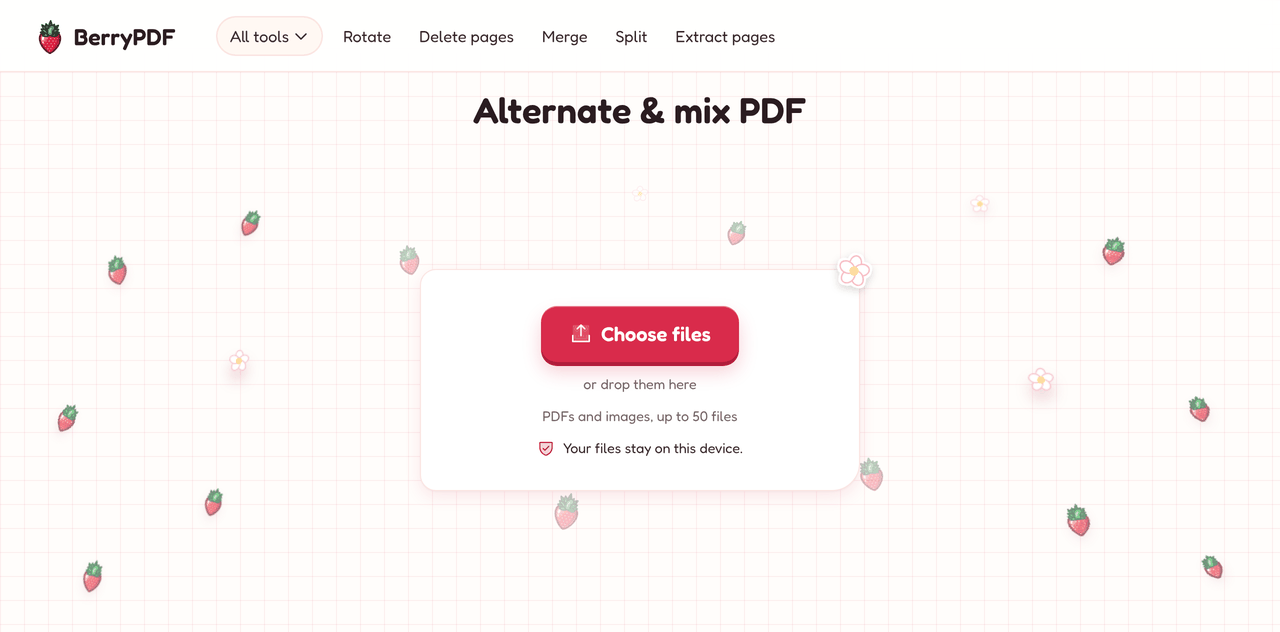 BerryPDF
All tools
Rotate
Delete pages
Merge
Split
Extract pages
Alternate & mix PDF
Choose files
or drop them here
PDFs and images, up to 50 files
Your files stay on this device.